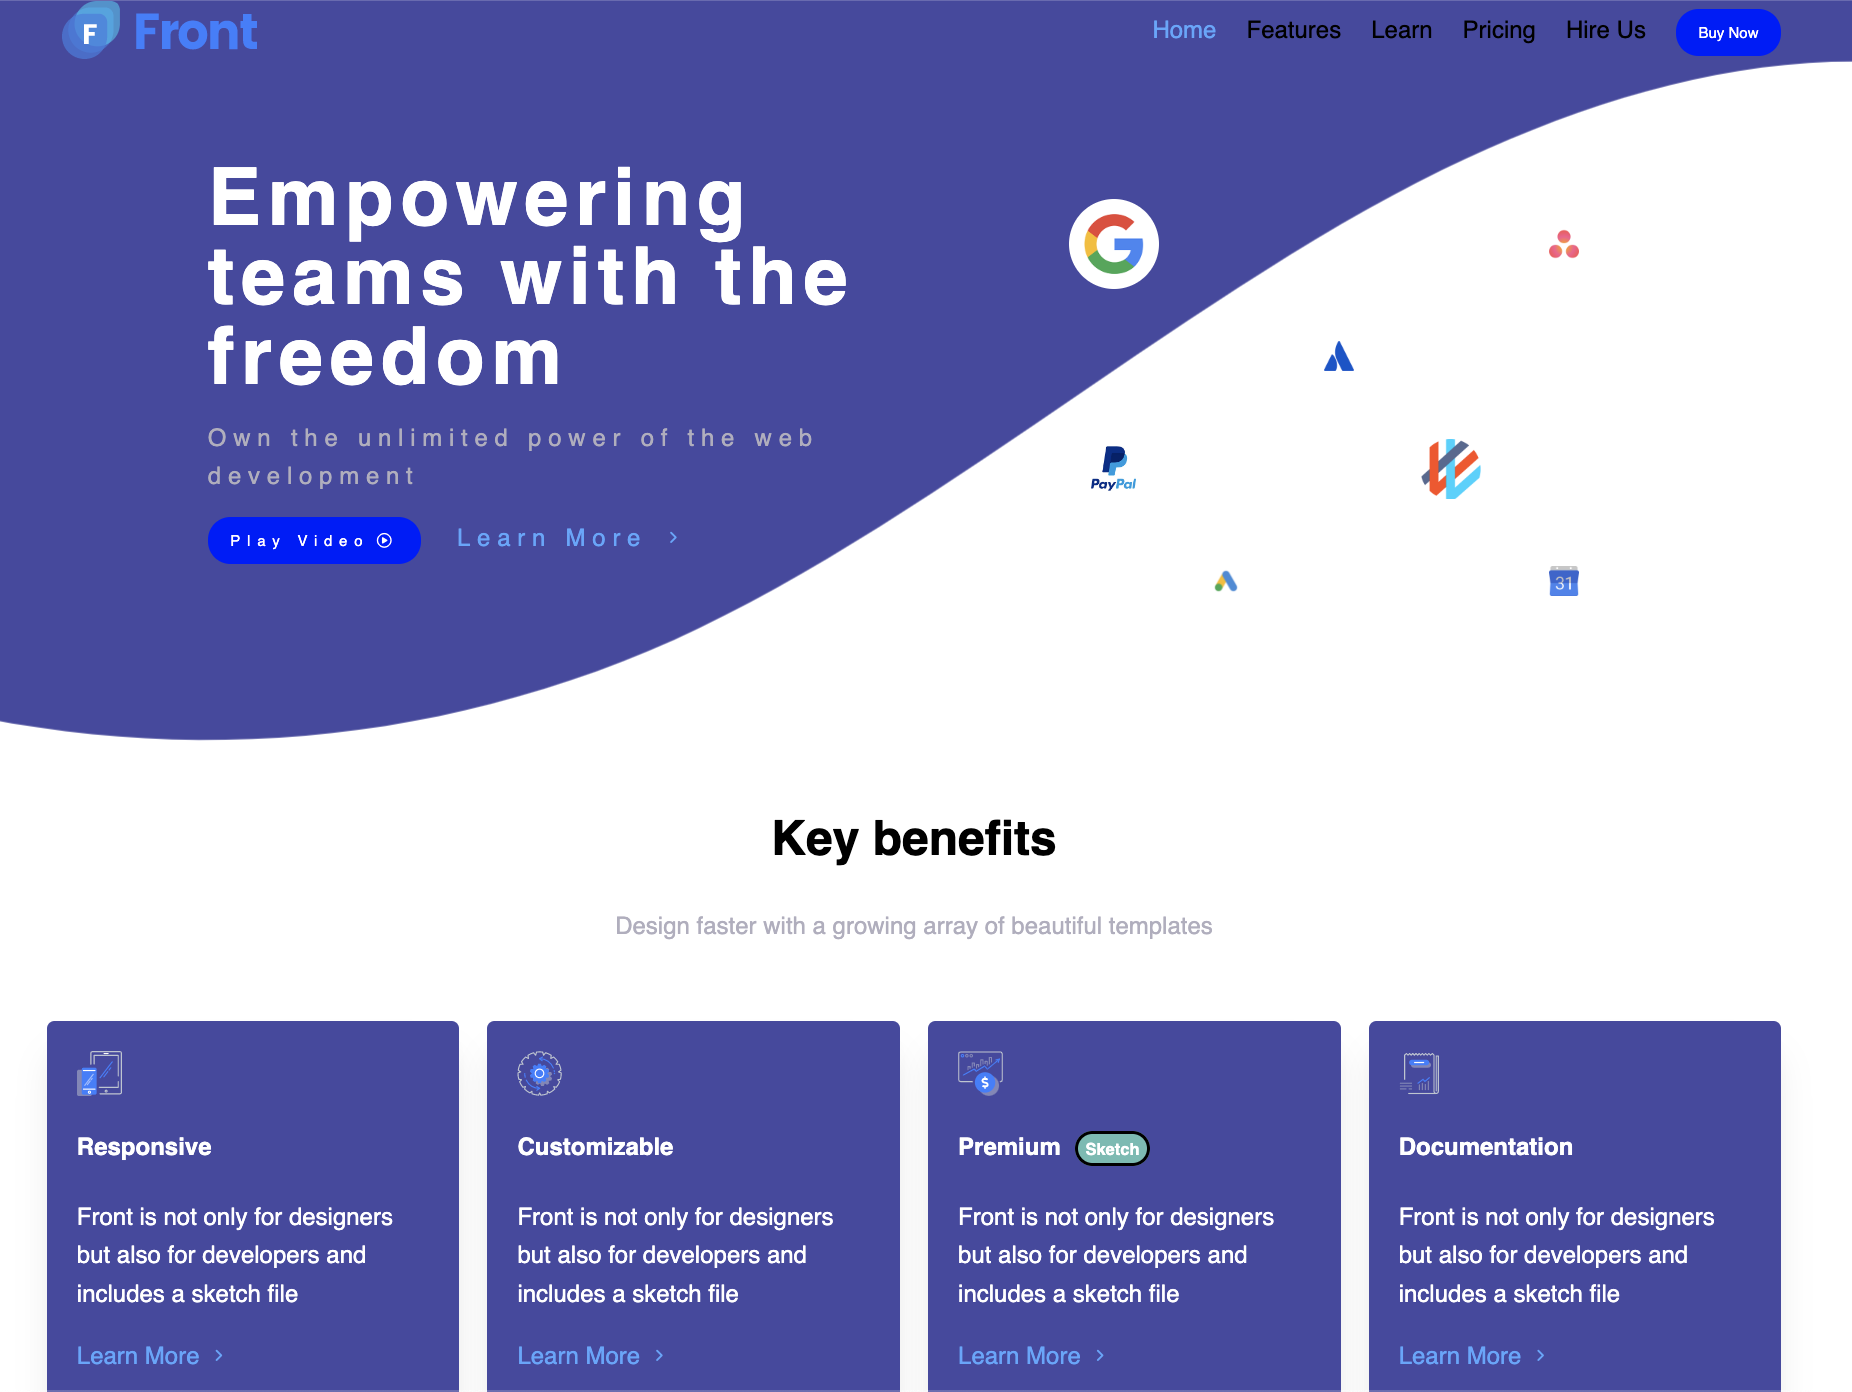 F Front
Home Features Learn Pricing Hire Us Buy Now
Empowering
teams with the
freedom
Own the unlimited power of the web
development
Play Video
Learn More
PayPal
31
Key benefits
Design faster with a growing array of beautiful templates
Responsive
Front is not only for designers
but also for developers and
includes a sketch file
Learn More
Customizable
Front is not only for designers
but also for developers and
includes a sketch file
Learn More
$
Premium Sketch
Front is not only for designers
but also for developers and
includes a sketch file
Learn More
Documentation
Front is not only for designers
but also for developers and
includes a sketch file
Learn More